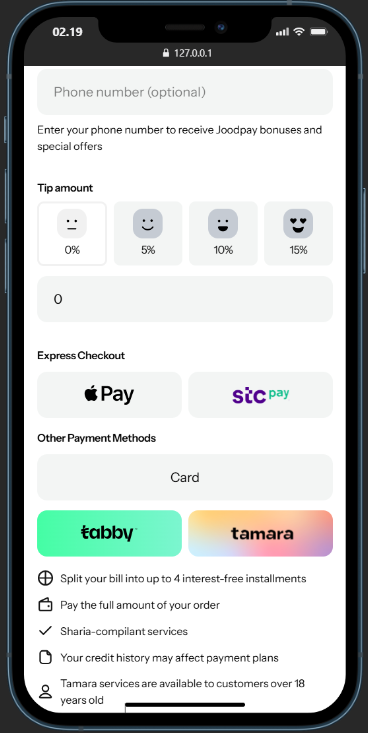 02.19
127.0.0.1
Phone number (optional)
Enter your phone number to receive Joodpay bonuses and
special offers
Tip amount
0%
5%
10%
15%
0
Express Checkout
Pay
stc pay
Other Payment Methods
Card
tabby
tamara
Split your bill into up to 4 interest-free installments
Pay the full amount of your order
Sharia-compilant services
Your credit history may affect payment plans
Tamara services are available to customers over 18
years old